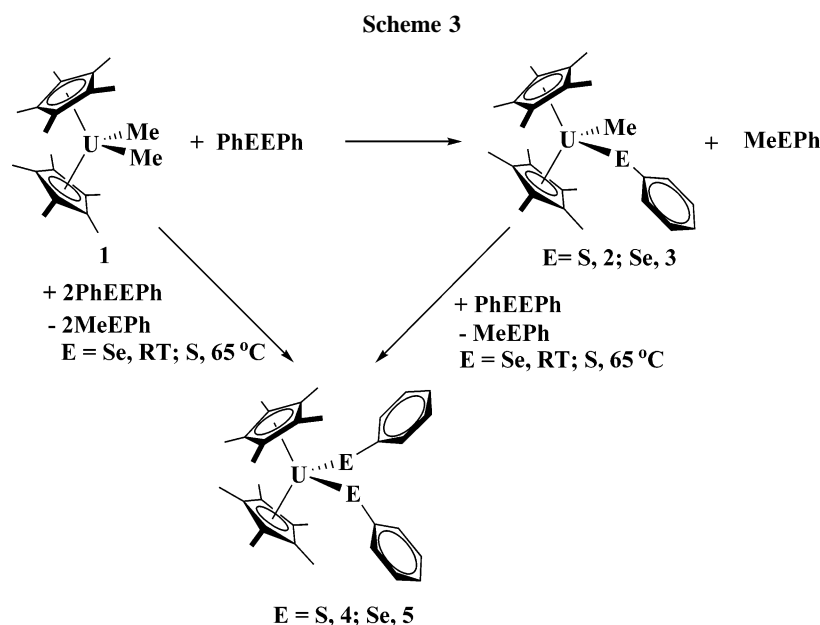 Scheme 3
U Me Me + PhEEPh U Me E + MeEPh
1
E= S, 2; Se, 3
+ 2PhEEPh
- 2MeEPh
E = Se, RT; S, 65 °C
+ PhEEPh
- MeEPh
E = Se, RT; S, 65 °C
U E E
E = S, 4; Se, 5